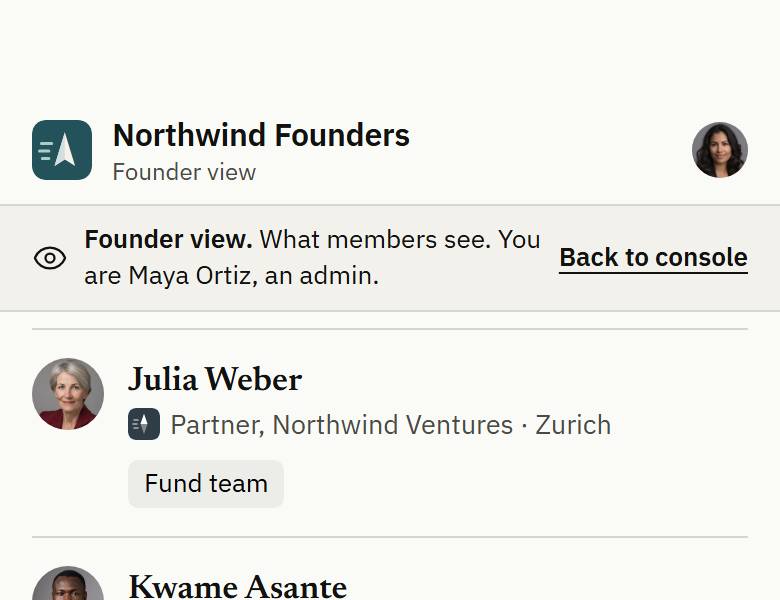 Northwind Founders
Founder view
Founder view. What members see. You
are Maya Ortiz, an admin.
Back to console
Julia Weber
Partner, Northwind Ventures · Zurich
Fund team
Kwame Asante